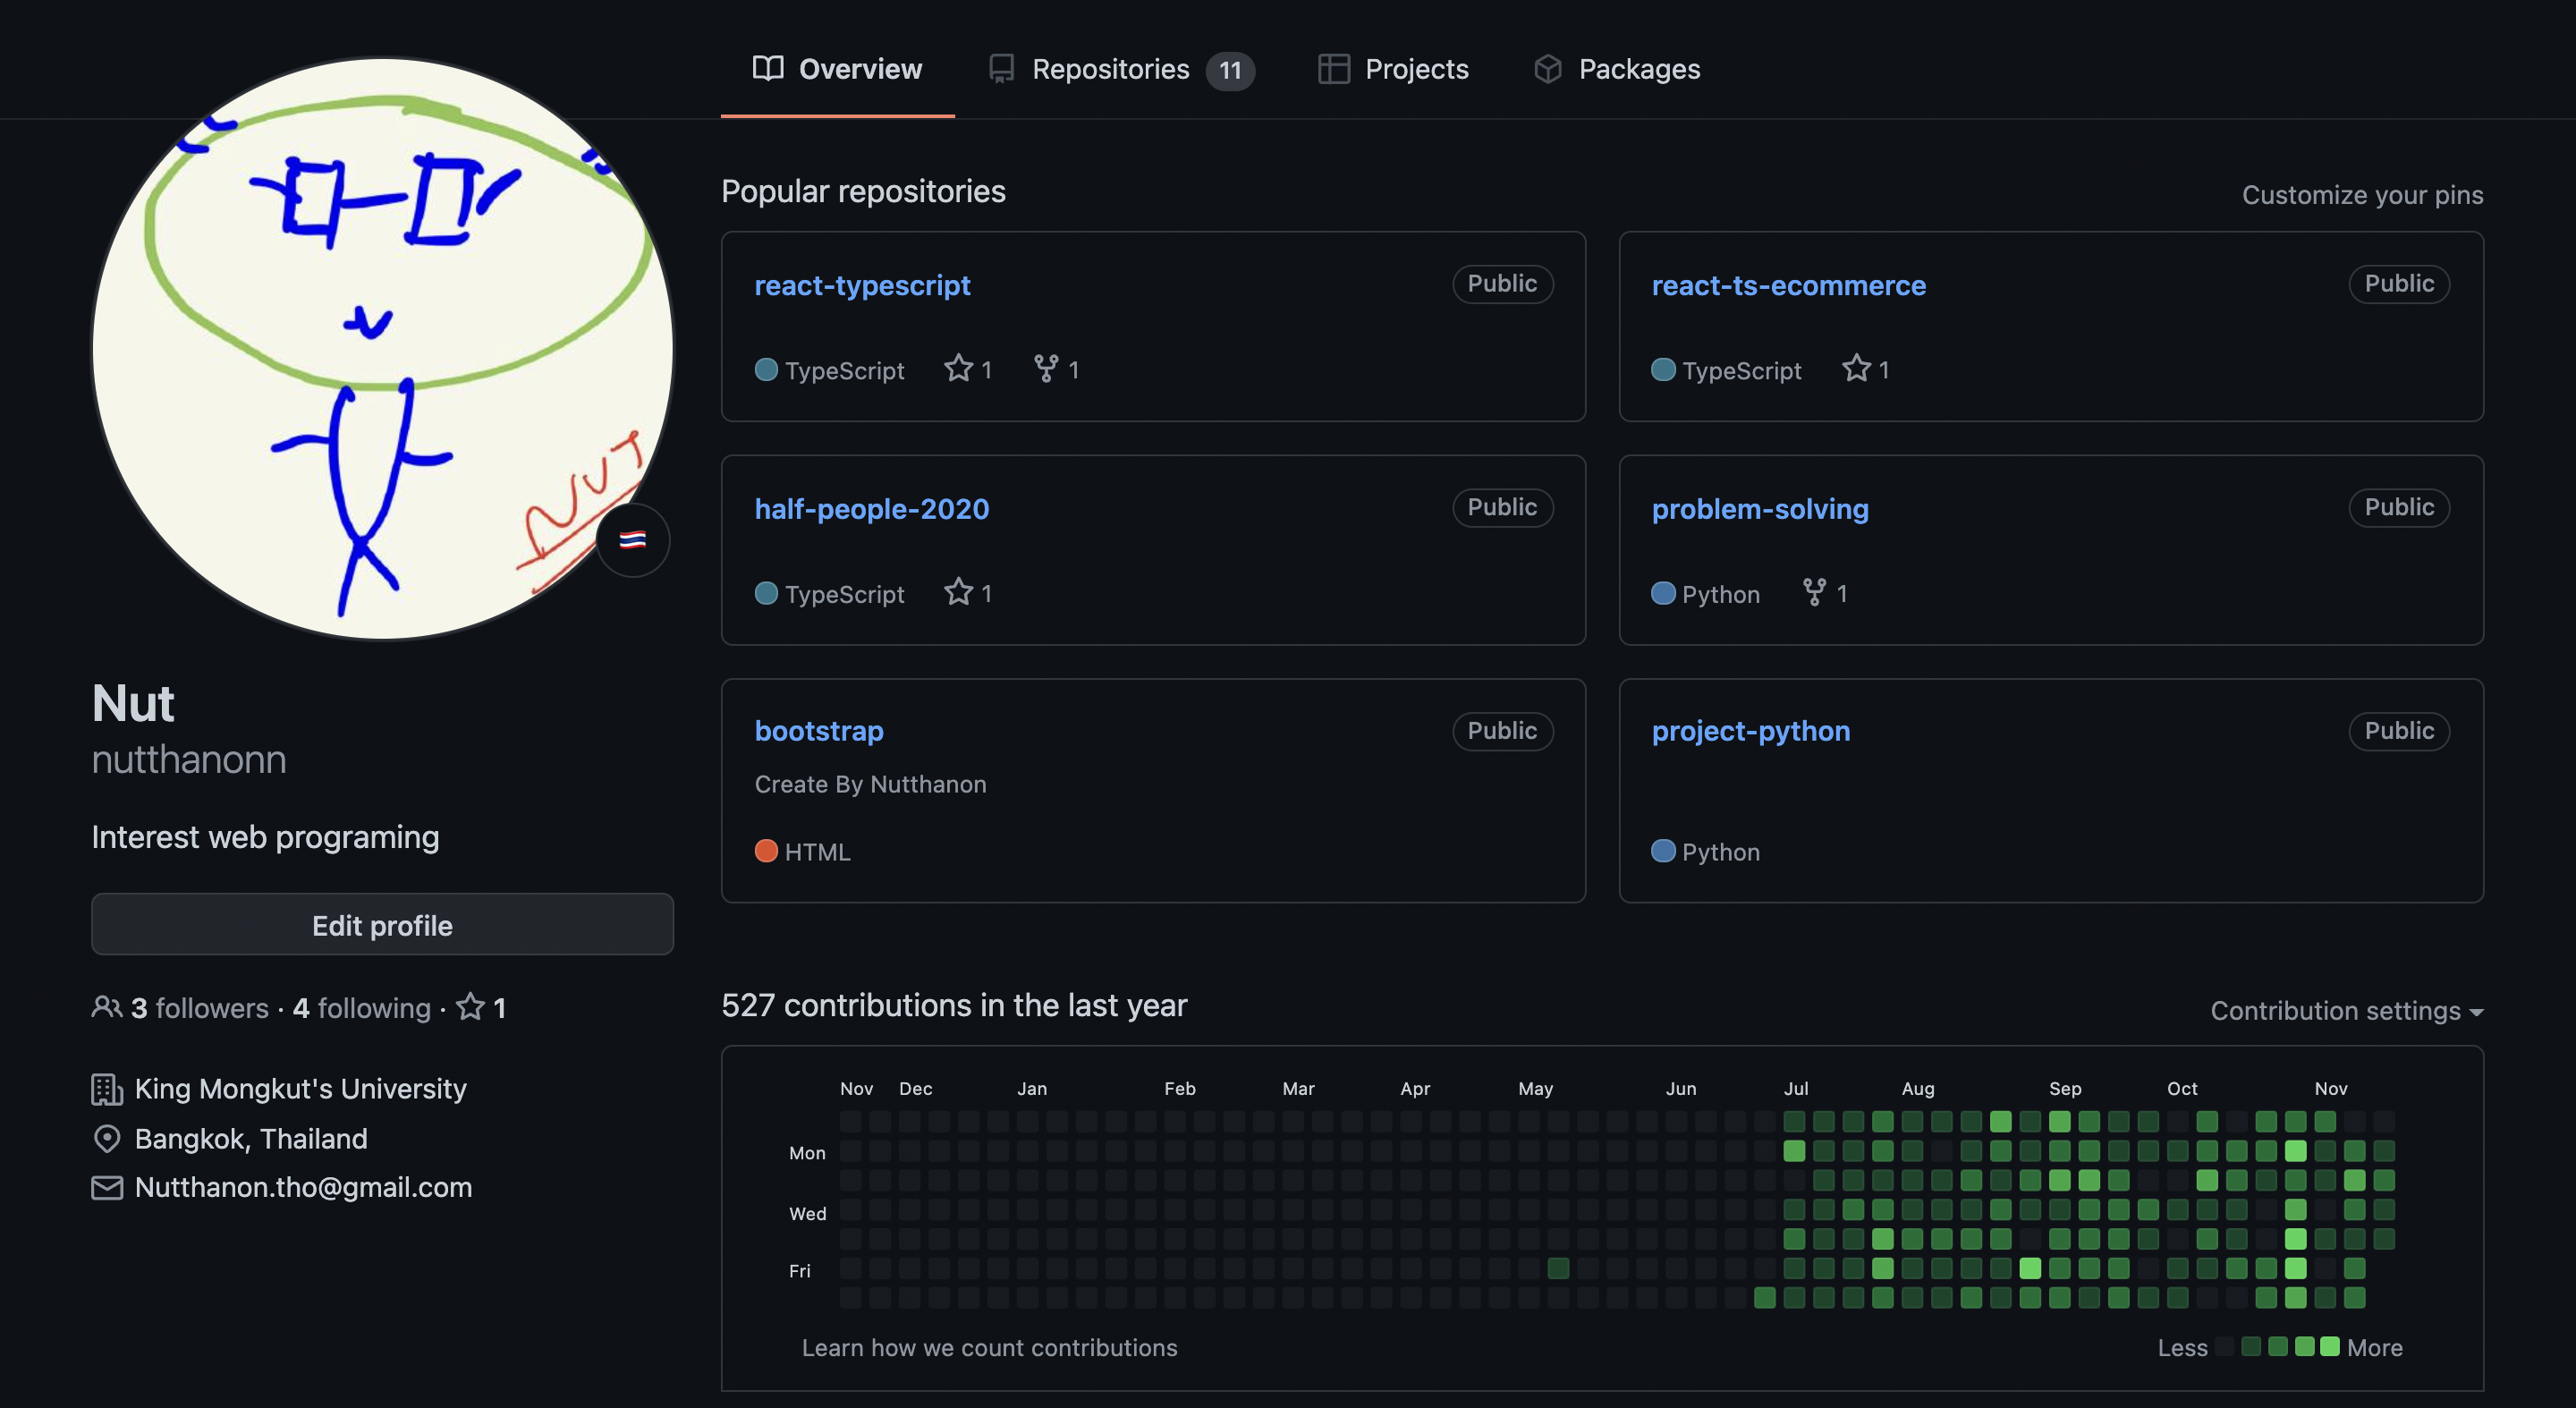 Overview Repositories 11 Projects Packages
NUT
Nut
nutthanonn
Interest web programing
Edit profile
3 followers · 4 following · 1
King Mongkut's University
Bangkok, Thailand
Nutthanon.tho@gmail.com
Popular repositories Customize your pins
react-typescript Public
TypeScript 1 1
react-ts-ecommerce Public
TypeScript 1
half-people-2020 Public
TypeScript 1
problem-solving Public
Python 1
bootstrap Public
Create By Nutthanon
HTML
project-python Public
Python
527 contributions in the last year Contribution settings
Nov Dec Jan Feb Mar Apr May Jun Jul Aug Sep Oct Nov
Mon
Wed
Fri
Learn how we count contributions Less More